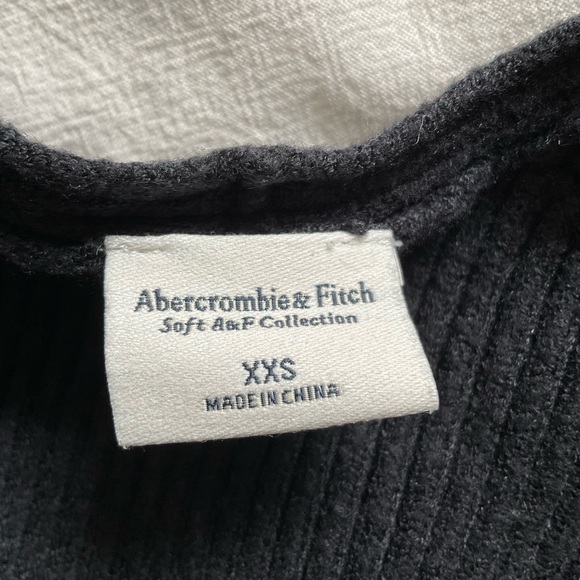 Abercrombie & Fitch
Soft A&F Collection
XXS
MADE IN CHINA